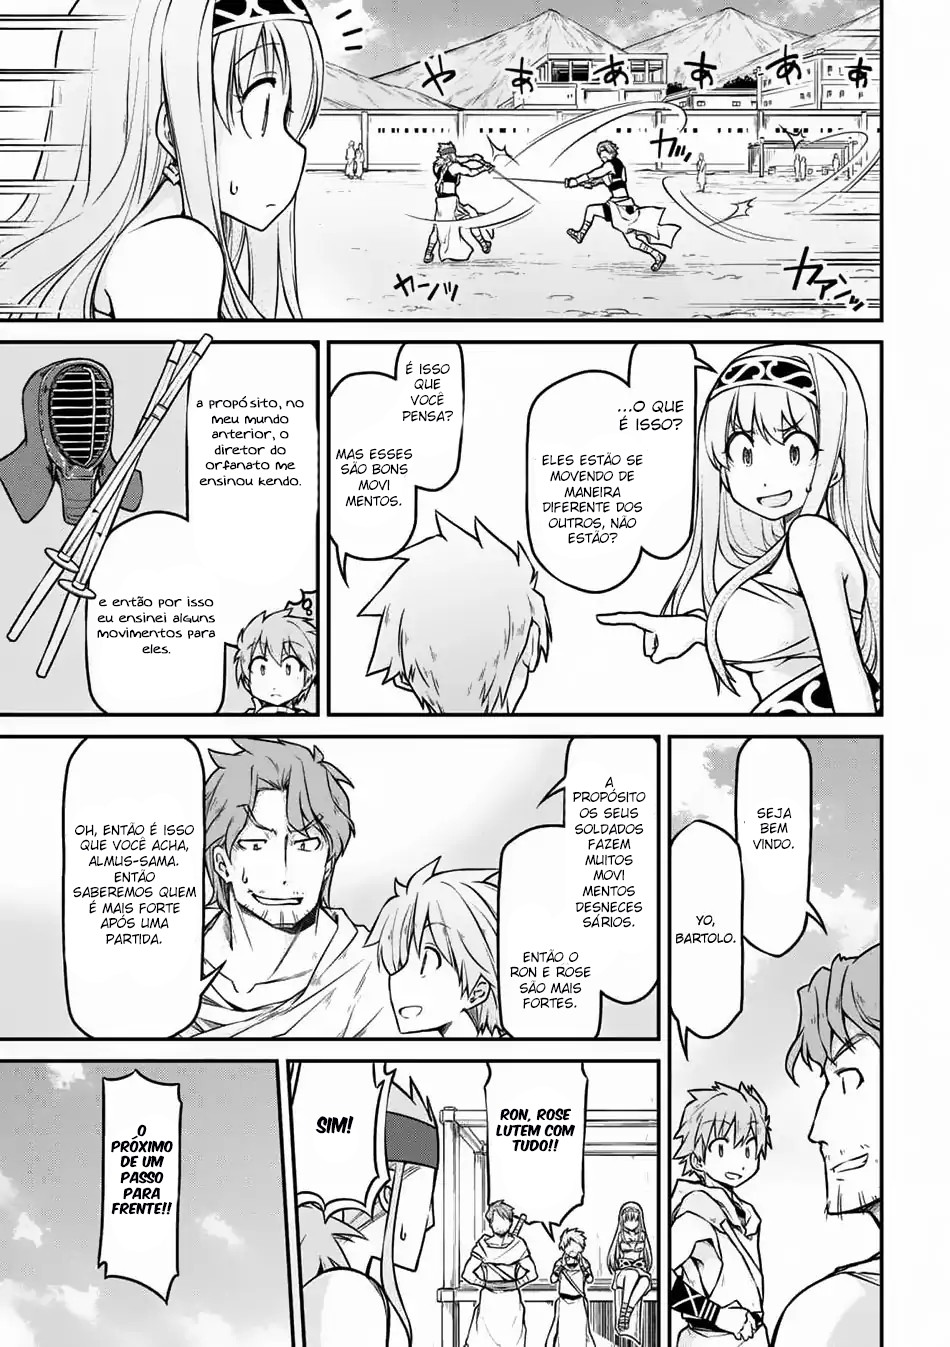 や
あ
あ
あ
あ
あ
バッ
カーンッ
カアインッ
...O QUE
É ISSO?
ELES ESTÃO SE
MOVENDO DE
MANEIRA
DIFERENTE DOS
OUTROS, NÃO
ESTÃO?
É ISSO
QUE
VOCÊ
PENSA?
MAS ESSES
SÃO BONS
MOVI
MENTOS.
a propósito, no
meu mundo
anterior, o
diretor do
orfanato me
ensinou kendo.
e então por isso
eu ensinei alguns
movimentos para
eles.
SEJA
BEM
VINDO.
YO,
BARTOLO.
A
PROPÓSITO
OS SEUS
SOLDADOS
FAZEM
MUITOS
MOVI
MENTOS
DESNECES
SÁRIOS.
ENTÃO O
RON E ROSE
SÃO MAIS
FORTES.
OH, ENTÃO É ISSO
QUE VOCÊ ACHA,
ALMUS-SAMA.
ENTÃO
SABEREMOS QUEM
É MAIS FORTE
APÓS UMA
PARTIDA.
RON, ROSE
LUTEM COM
TUDO!!
SIM!
O
PRÓXIMO
DE UM
PASSO
PARA
FRENTE!!